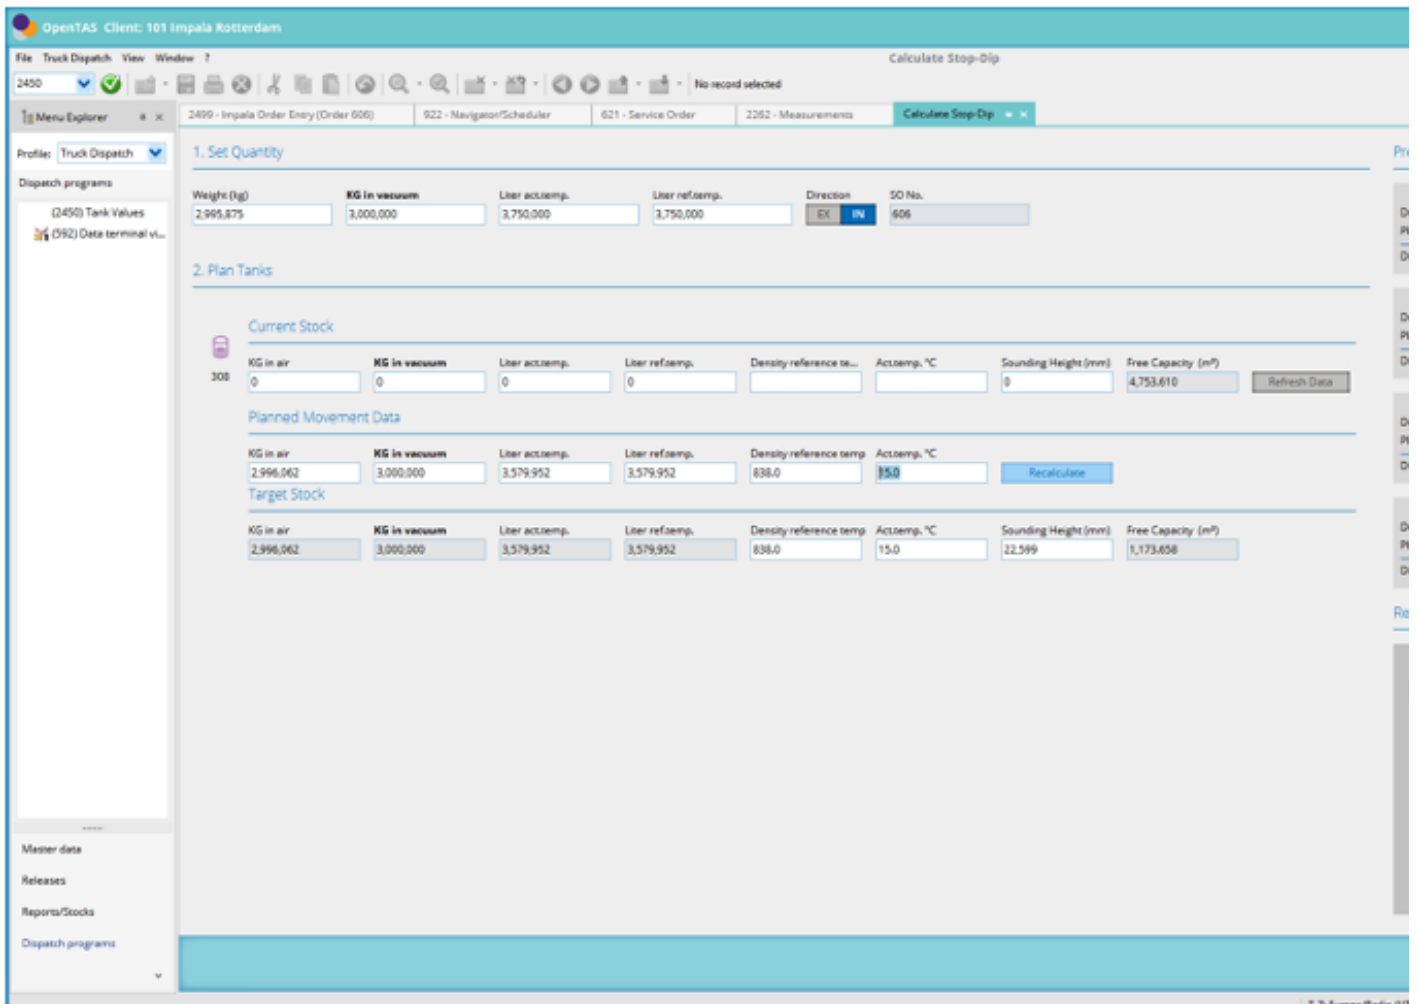 OpenTAS Client: 101 Impala Rotterdam
File Truck Dispatch View Window ?
Calculate Stop-Dip
2450
No record selected
Menu Explorer
2499 - Impala Order Entry (Order 606)
922 - Navigator/Scheduler
621 - Service Order
2262 - Measurements
Calculate Stop-Dip
Profile: Truck Dispatch
Dispatch programs
(2450) Tank Values
(592) Data terminal vi...
1. Set Quantity
Weight (kg) KG in vacuum Liter act.temp. Liter ref.temp. Direction SO No.
2,995,875 3,000,000 3,750,000 3,750,000 EX IN 606
2. Plan Tanks
308
Current Stock
KG in air KG in vacuum Liter act.temp. Liter ref.temp. Density reference te... Act.temp. °C Sounding Height (mm) Free Capacity (m³)
0 0 0 0 0 4,753.610 Refresh Data
Planned Movement Data
KG in air KG in vacuum Liter act.temp. Liter ref.temp. Density reference temp Act.temp. °C
2,996,062 3,000,000 3,579,952 3,579,952 838.0 15.0 Recalculate
Target Stock
KG in air KG in vacuum Liter act.temp. Liter ref.temp. Density reference temp Act.temp. °C Sounding Height (mm) Free Capacity (m³)
2,996,062 3,000,000 3,579,952 3,579,952 838.0 15.0 22,599 1,173.658
Master data
Releases
Reports/Stocks
Dispatch programs
Pr
Re